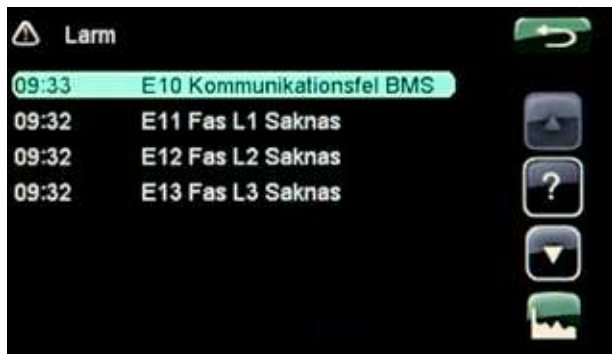 Larm
09:33 E10 Kommunikationsfel BMS
09:32 E11 Fas L1 Saknas
09:32 E12 Fas L2 Saknas
09:32 E13 Fas L3 Saknas
?